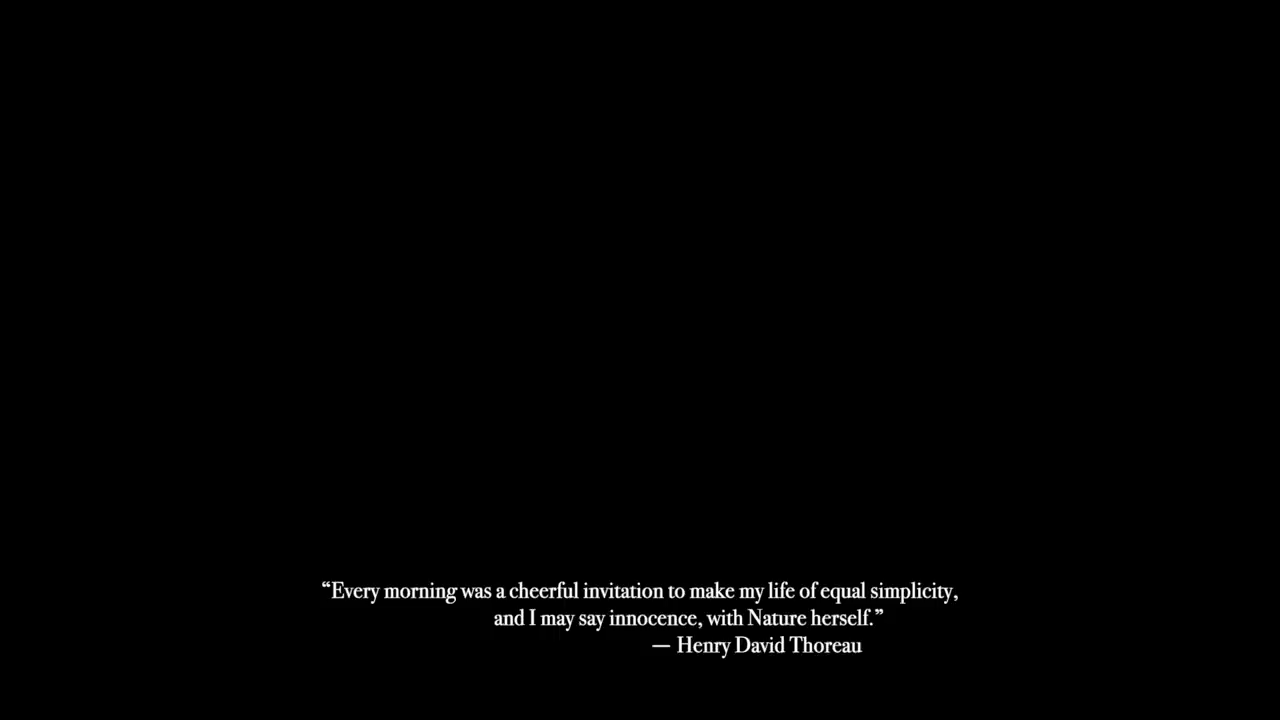 “Every morning was a cheerful invitation to make my life of equal simplicity,
and I may say innocence, with Nature herself.”
— Henry David Thoreau